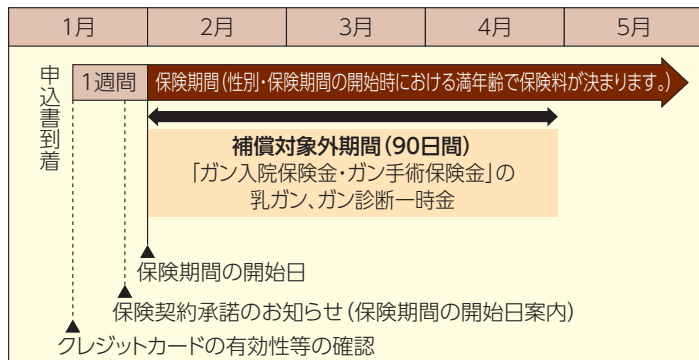 1月 2月 3月 4月 5月
申込書到着
1週間
保険期間(性別・保険期間の開始時における満年齢で保険料が決まります。)
補償対象外期間(90日間)
「ガン入院保険金・ガン手術保険金」の
乳ガン、ガン診断一時金
保険期間の開始日
保険契約承諾のお知らせ(保険期間の開始日案内)
クレジットカードの有効性等の確認